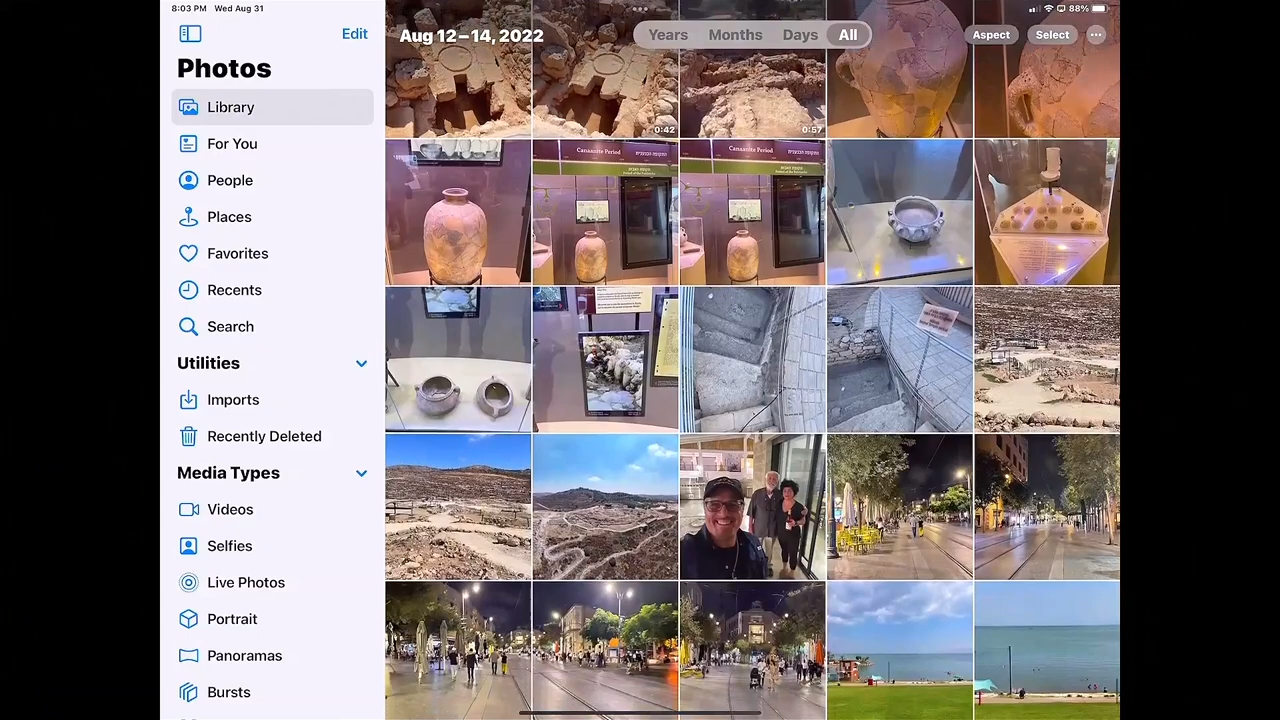 8:03 PM Wed Aug 31
88%
Edit
Photos
Library
For You
People
Places
Favorites
Recents
Search
Utilities
Imports
Recently Deleted
Media Types
Videos
Selfies
Live Photos
Portrait
Panoramas
Bursts
Aug 12–14, 2022
Years Months Days All
Aspect Select
0:42
0:57
Canaanite Period
Canaanite Period